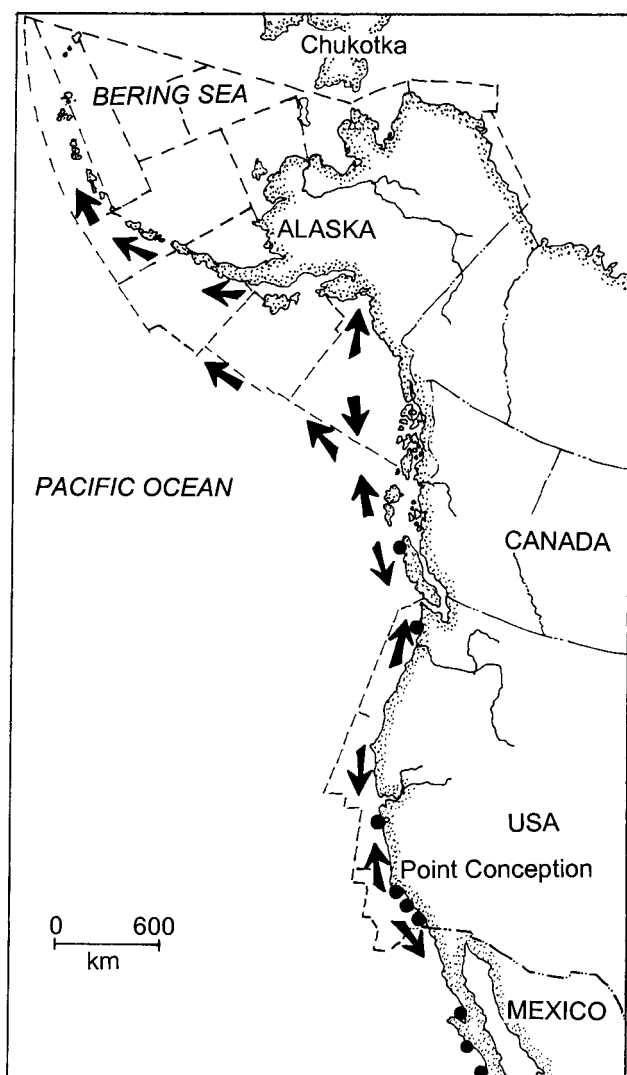 Chukotka
BERING SEA
ALASKA
PACIFIC OCEAN
CANADA
USA
Point Conception
0 600
km
MEXICO